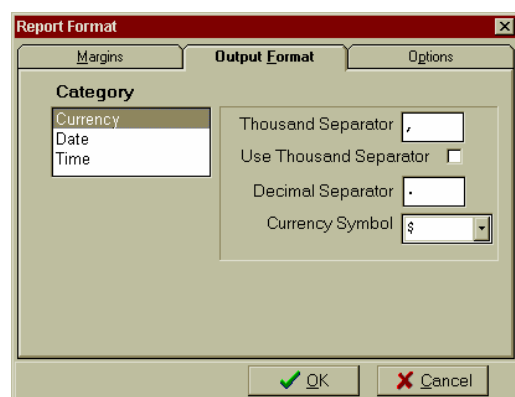 Report Format
Margins Output Format Options
Category
Currency
Date
Time
Thousand Separator ,
Use Thousand Separator
Decimal Separator .
Currency Symbol $
OK Cancel